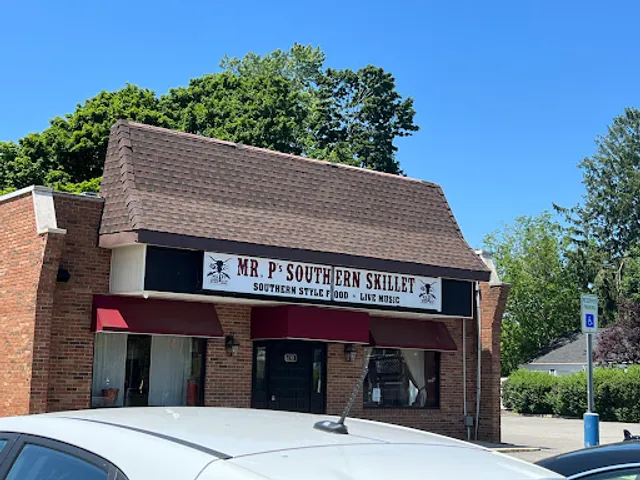 MR. P's SOUTHERN SKILLET
SOUTHERN STYLE FOOD - LIVE MUSIC